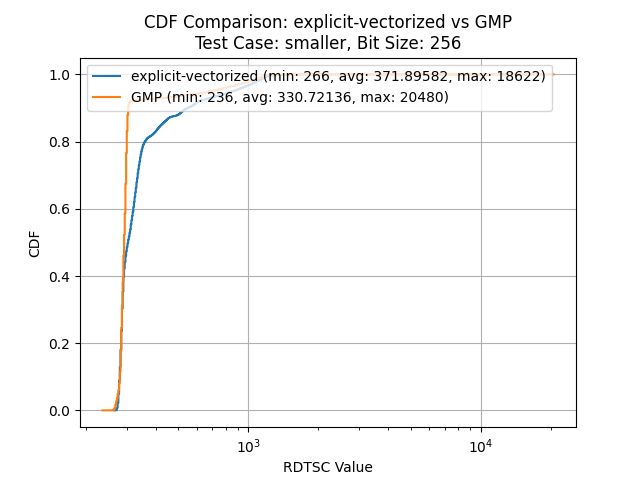 CDF Comparison: explicit-vectorized vs GMP
Test Case: smaller, Bit Size: 256
explicit-vectorized (min: 266, avg: 371.89582, max: 18622)
GMP (min: 236, avg: 330.72136, max: 20480)
1.0
0.8
0.6
0.4
0.2
0.0
CDF
10³ 10⁴
RDTSC Value